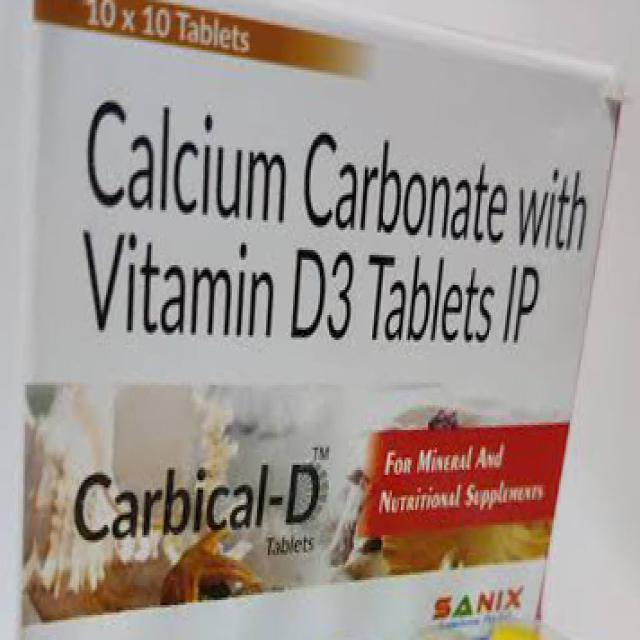 10 x 10 Tablets
Calcium Carbonate with
Vitamin D3 Tablets IP
Carbical-D™
Tablets
For Mineral And
Nutritional Supplements
SANIX